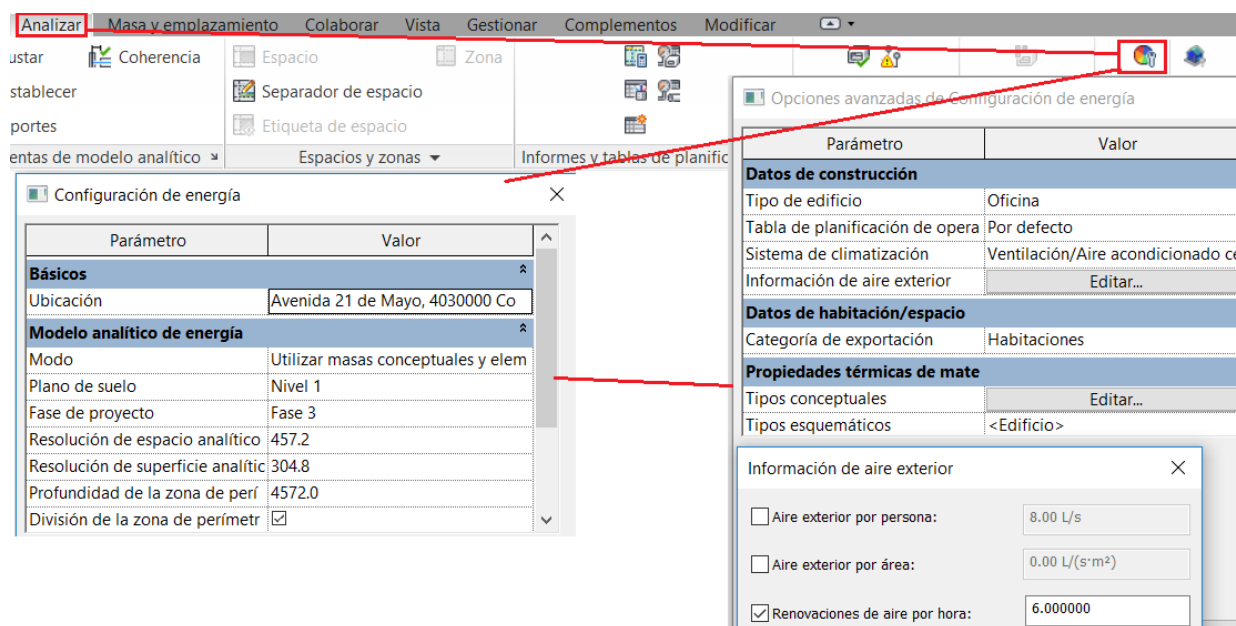 Analizar Masa y emplazamiento Colaborar Vista Gestionar Complementos Modificar
ustar Coherencia Espacio Zona
stablecer Separador de espacio
portes Etiqueta de espacio
entas de modelo analítico Espacios y zonas Informes y tablas de planific
Configuración de energía
Parámetro Valor
Básicos
Ubicación Avenida 21 de Mayo, 4030000 Co
Modelo analítico de energía
Modo Utilizar masas conceptuales y elem
Plano de suelo Nivel 1
Fase de proyecto Fase 3
Resolución de espacio analítico 457.2
Resolución de superficie analític 304.8
Profundidad de la zona de perí 4572.0
División de la zona de perímetr
Opciones avanzadas de Configuración de energía
Parámetro Valor
Datos de construcción
Tipo de edificio Oficina
Tabla de planificación de opera Por defecto
Sistema de climatización Ventilación/Aire acondicionado ce
Información de aire exterior Editar...
Datos de habitación/espacio
Categoría de exportación Habitaciones
Propiedades térmicas de mate
Tipos conceptuales Editar...
Tipos esquemáticos <Edificio>
Información de aire exterior
Aire exterior por persona: 8.00 L/s
Aire exterior por área: 0.00 L/(s·m²)
Renovaciones de aire por hora: 6.000000